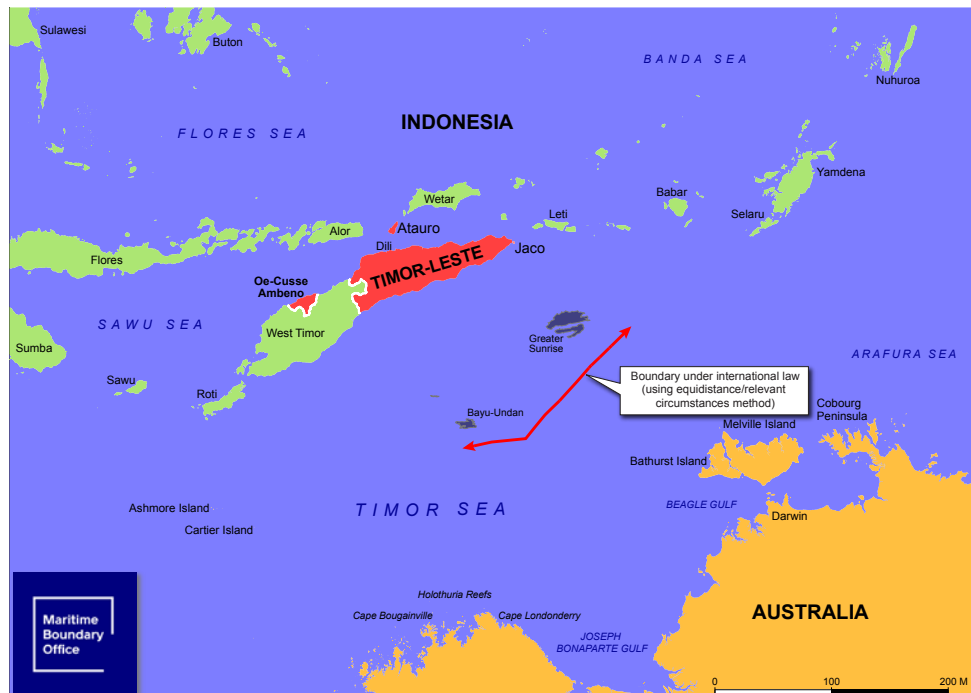 Sulawesi
Buton
BANDA SEA
Nuhuroa
FLORES SEA
INDONESIA
Yamdena
Wetar
Babar
Leti
Selaru
Alor
Atauro
Dili
Jaco
Flores
TIMOR-LESTE
Oe-Cusse
Ambeno
SAWU SEA
West Timor
Greater
Sunrise
Sumba
ARAFURA SEA
Sawu
Roti
Boundary under international law
(using equidistance/relevant
circumstances method)
Cobourg
Peninsula
Bayu-Undan
Melville Island
Bathurst Island
TIMOR SEA
Ashmore Island
BEAGLE GULF
Darwin
Cartier Island
Holothuria Reefs
Cape Bougainville
Cape Londonderry
AUSTRALIA
JOSEPH
BONAPARTE GULF
Maritime
Boundary
Office
0 100 200 M